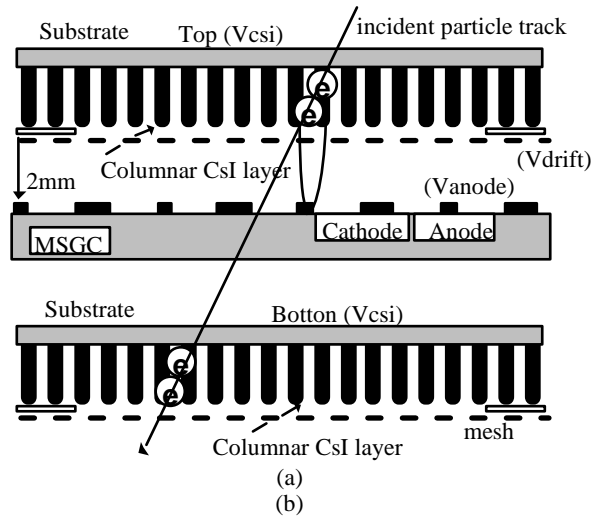 Substrate
Top (Vcsi)
incident particle track
e
e
Columnar CsI layer
(Vdrift)
2mm
(Vanode)
MSGC
Cathode
Anode
Substrate
Botton (Vcsi)
e
e
mesh
Columnar CsI layer
(a)
(b)